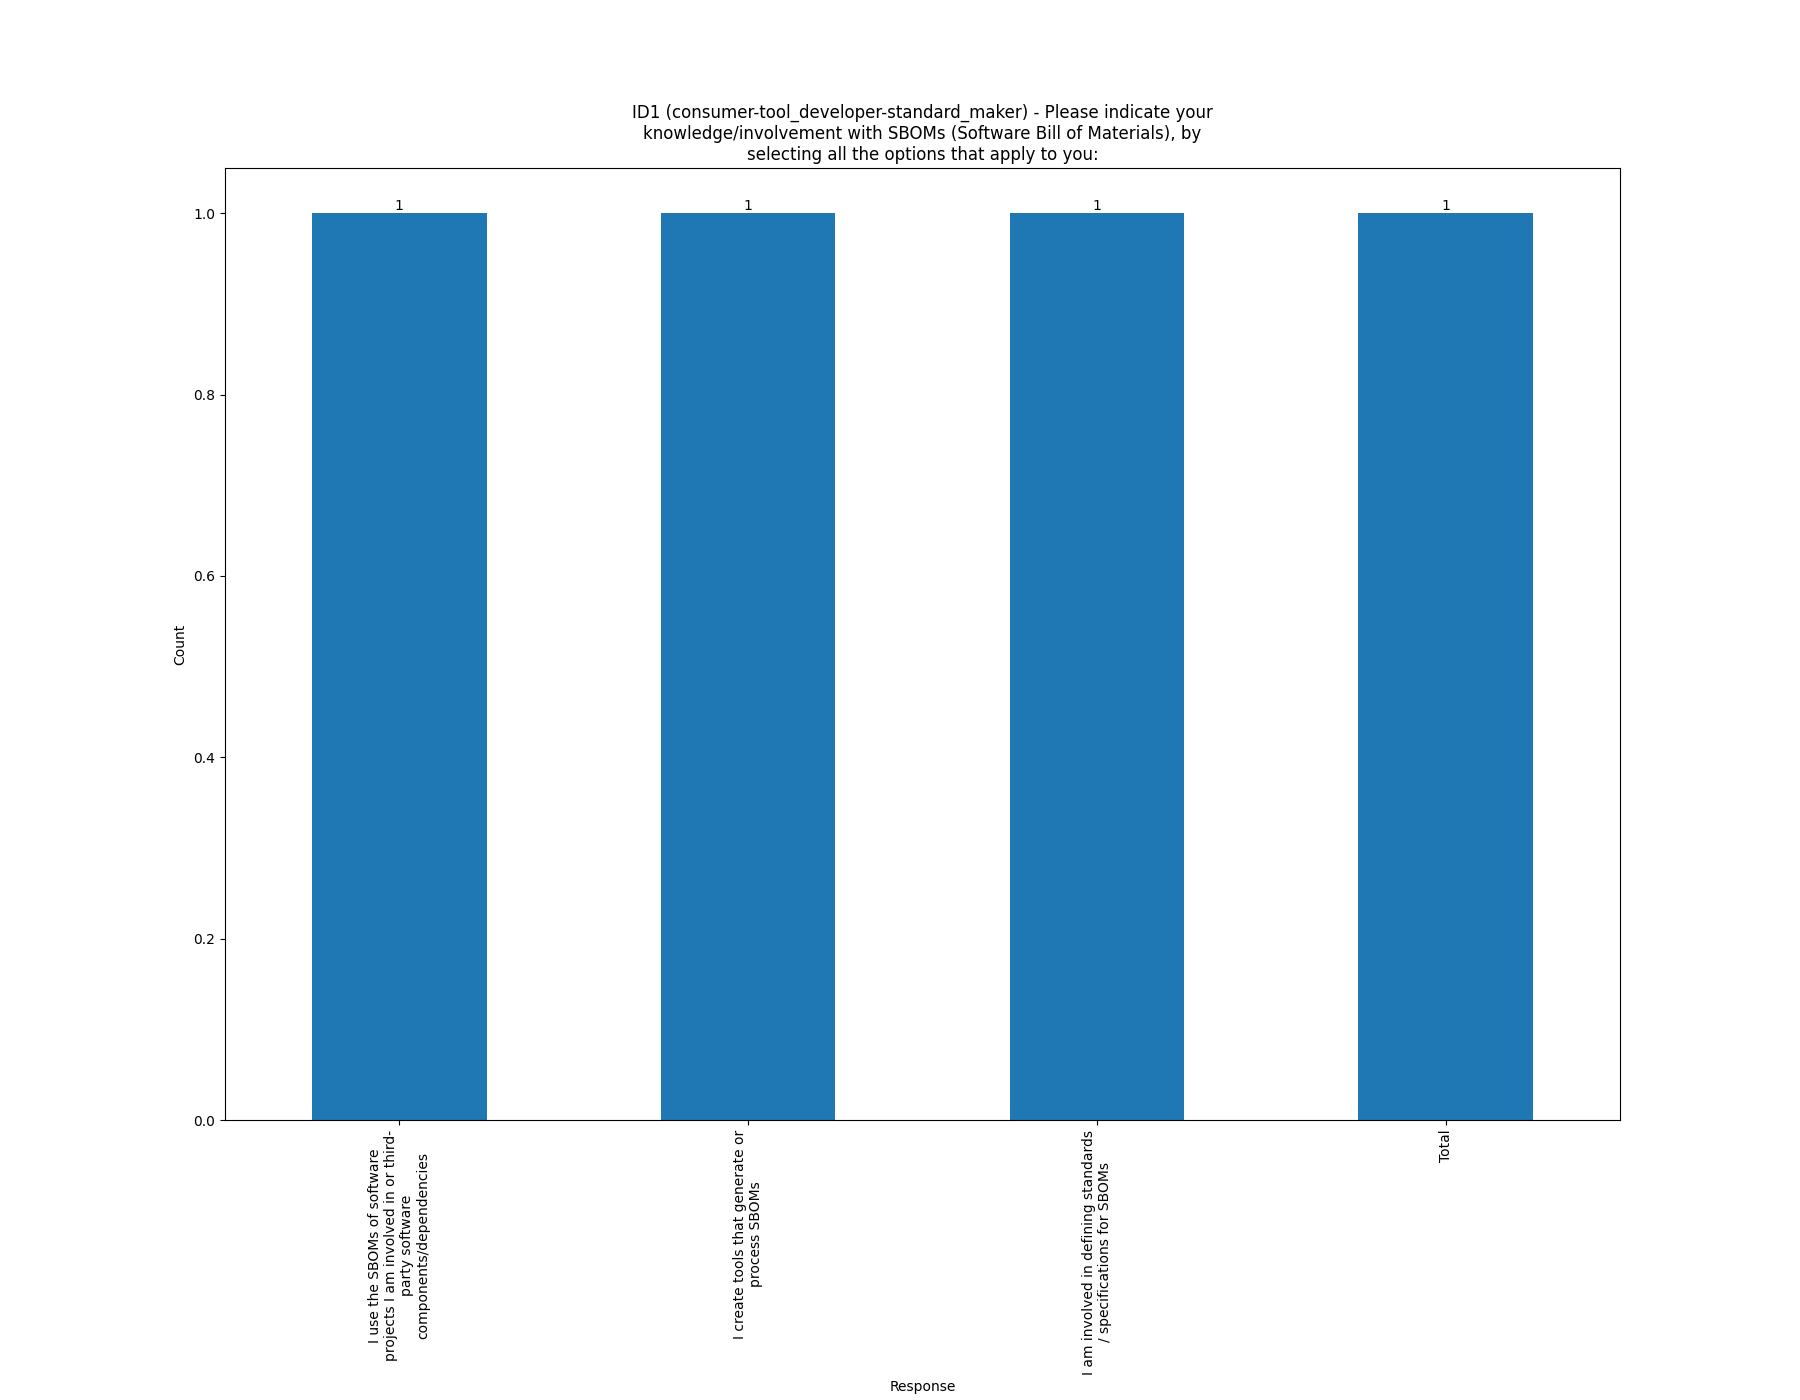 ID1 (consumer-tool_developer-standard_maker) - Please indicate your
knowledge/involvement with SBOMs (Software Bill of Materials), by
selecting all the options that apply to you:
1
1
1
1
1.0
0.8
0.6
0.4
0.2
0.0
Count
I use the SBOMs of software
projects I am involved in or third-
party software
components/dependencies
I create tools that generate or
process SBOMs
I am involved in defining standards
/ specifications for SBOMs
Total
Response